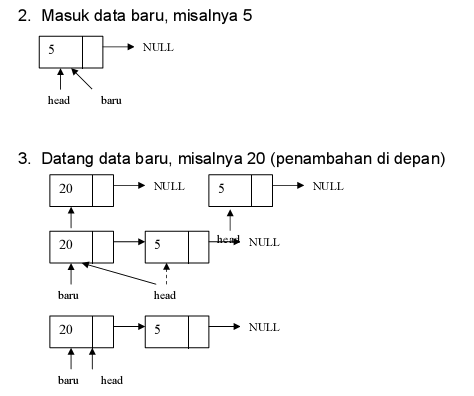 2. Masuk data baru, misalnya 5
5 NULL
head baru
3. Datang data baru, misalnya 20 (penambahan di depan)
20 NULL 5 NULL
head
20 5 NULL
baru head
20 5 NULL
baru head